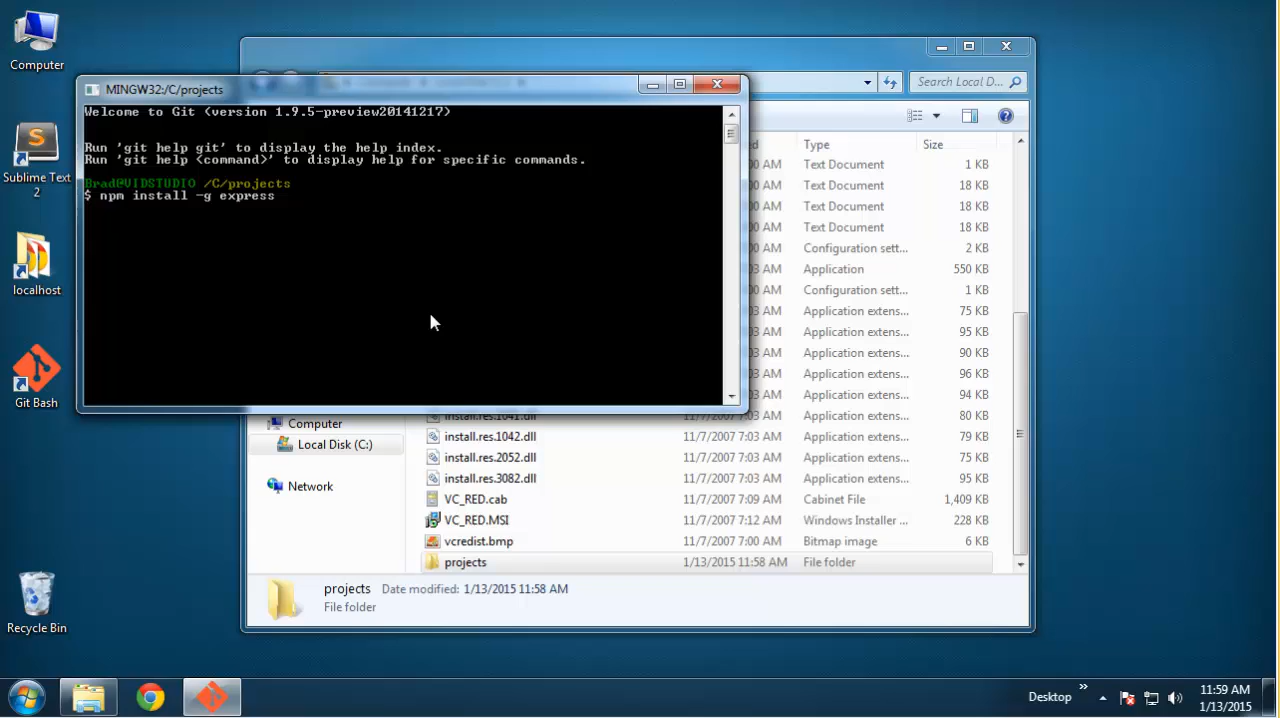 Computer
Sublime Text
2
localhost
Git Bash
Recycle Bin
Search Local D...
MINGW32:/C/projects
Welcome to Git (version 1.9.5-preview20141217)
Run 'git help git' to display the help index.
Run 'git help <command>' to display help for specific commands.
Brad@VIDSTUDIO /C/projects
$ npm install -g express
Type Size
Text Document 1 KB
Text Document 18 KB
Text Document 18 KB
Text Document 18 KB
Configuration sett... 2 KB
Application 550 KB
Configuration sett... 1 KB
Application extens... 75 KB
Application extens... 95 KB
Application extens... 90 KB
Application extens... 96 KB
Application extens... 94 KB
install.res.1041.dll 11/7/2007 7:03 AM Application extens... 80 KB
install.res.1042.dll 11/7/2007 7:03 AM Application extens... 79 KB
install.res.2052.dll 11/7/2007 7:03 AM Application extens... 75 KB
install.res.3082.dll 11/7/2007 7:03 AM Application extens... 95 KB
VC_RED.cab 11/7/2007 7:09 AM Cabinet File 1,409 KB
VC_RED.MSI 11/7/2007 7:12 AM Windows Installer ... 228 KB
vcredist.bmp 11/7/2007 7:00 AM Bitmap image 6 KB
projects 1/13/2015 11:58 AM File folder
Computer
Local Disk (C:)
Network
projects Date modified: 1/13/2015 11:58 AM
File folder
Desktop
11:59 AM
1/13/2015